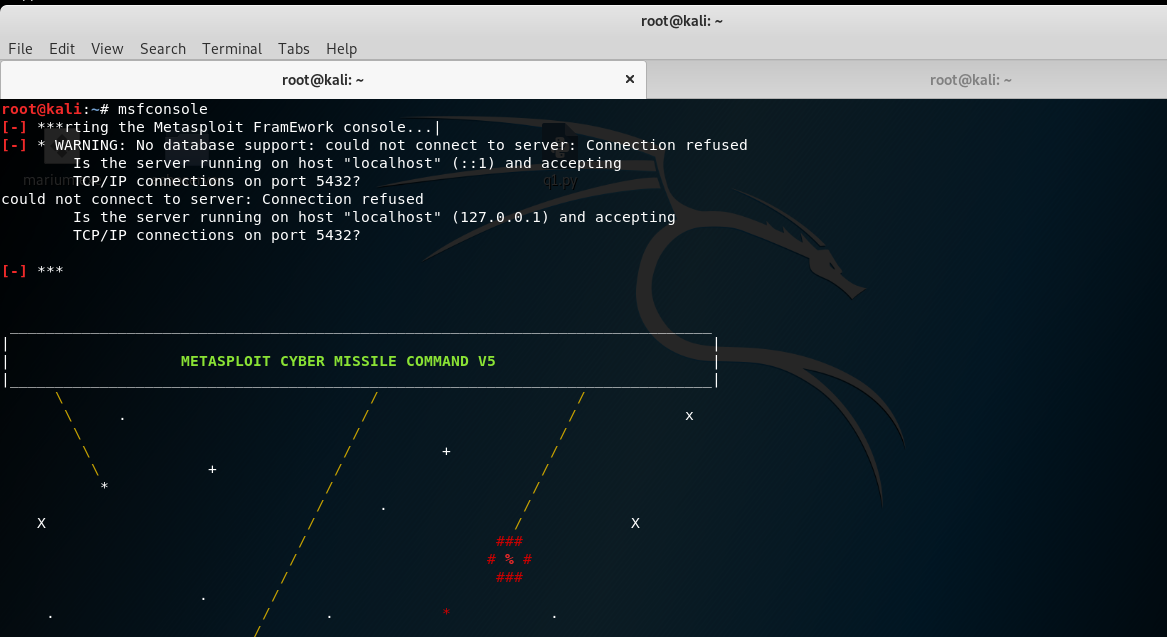 root@kali: ~
File Edit View Search Terminal Tabs Help
root@kali: ~ × root@kali: ~
root@kali:~# msfconsole
[-] ***rting the Metasploit FramEwork console...|
[-] * WARNING: No database support: could not connect to server: Connection refused
Is the server running on host "localhost" (::1) and accepting
TCP/IP connections on port 5432?
could not connect to server: Connection refused
Is the server running on host "localhost" (127.0.0.1) and accepting
TCP/IP connections on port 5432?
[-] ***
METASPLOIT CYBER MISSILE COMMAND V5
x
+
+
*
X X
###
# % #
###
*
q1.py